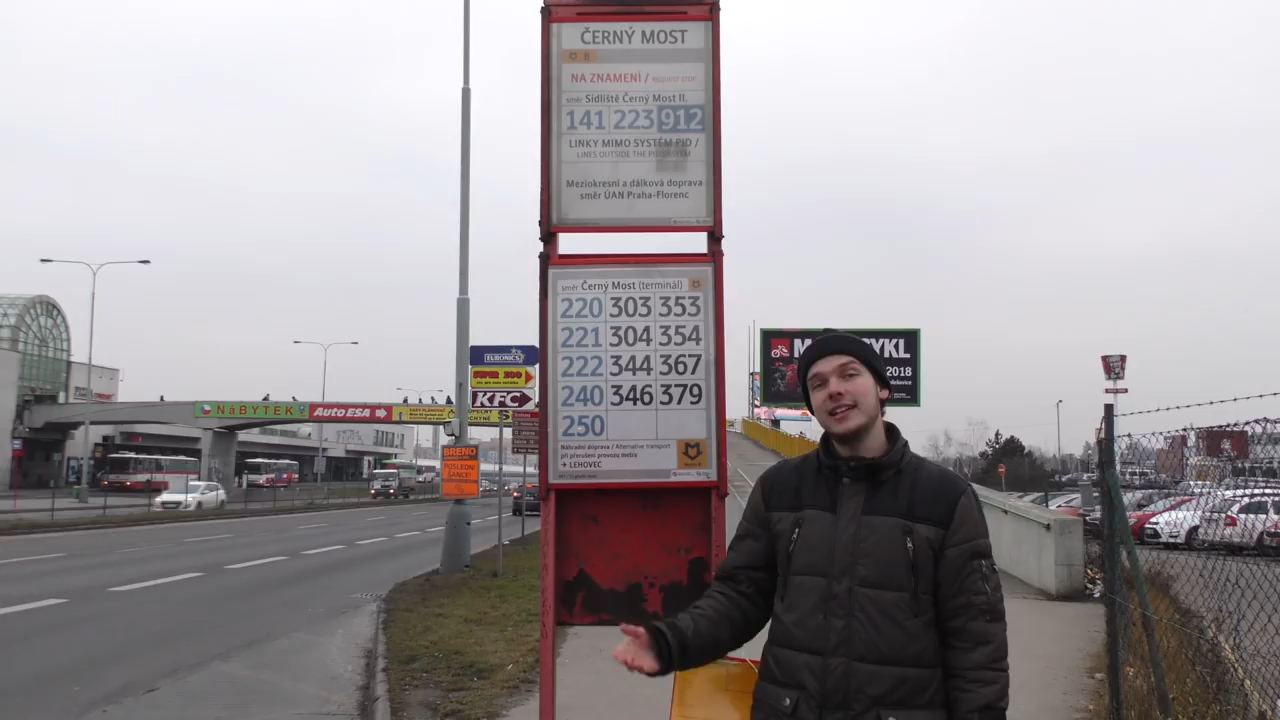 ČERNÝ MOST
NA ZNAMENÍ / REQUEST STOP
směr Sídliště Černý Most II.
141 223 912
LINKY MIMO SYSTÉM PID /
LINES OUTSIDE THE PID SYSTEM
Meziokresní a dálková doprava
směr ÚAN Praha-Florenc
směr Černý Most (terminál)
220 303 353
221 304 354
222 344 367
240 346 379
250
Náhradní doprava / Alternative transport
při přerušení provozu metra
LEHOVEC
EURONICS
SUPER ZOO
KFC
NÁBYTEK
Auto ESA
BRENO
POSLEDNÍ
ŠANCE!
2018